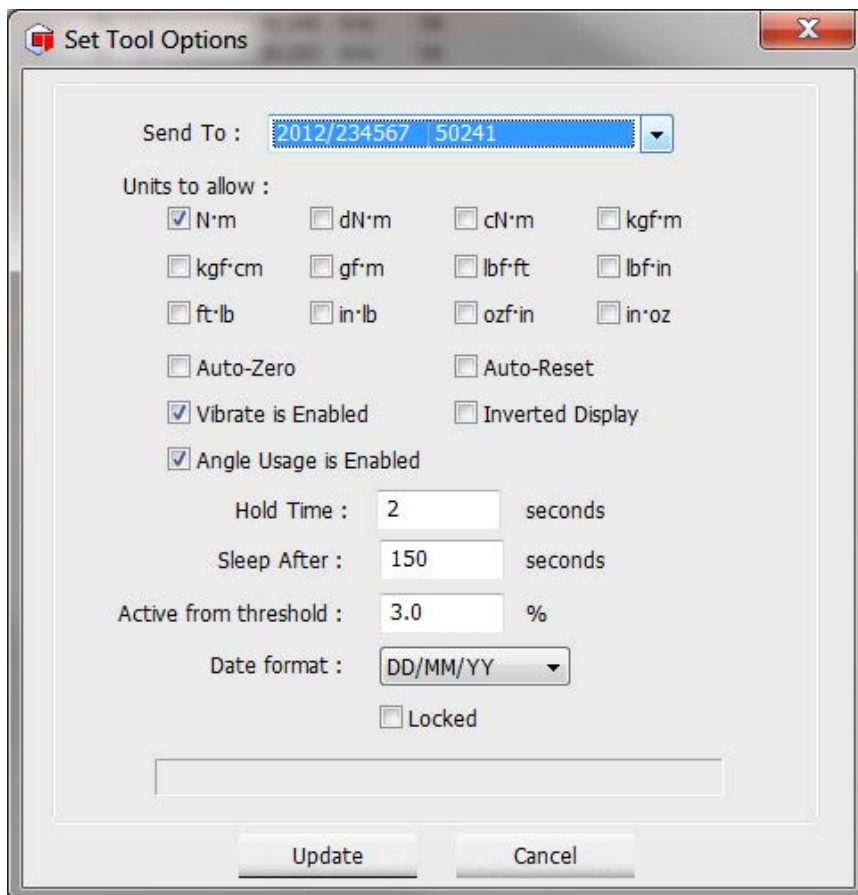 Set Tool Options
Send To : 2012/234567 | 50241
Units to allow :
N·m dN·m cN·m kgf·m
kgf·cm gf·m lbf·ft lbf·in
ft·lb in·lb ozf·in in·oz
Auto-Zero Auto-Reset
Vibrate is Enabled Inverted Display
Angle Usage is Enabled
Hold Time : 2 seconds
Sleep After : 150 seconds
Active from threshold : 3.0 %
Date format : DD/MM/YY
Locked
Update Cancel